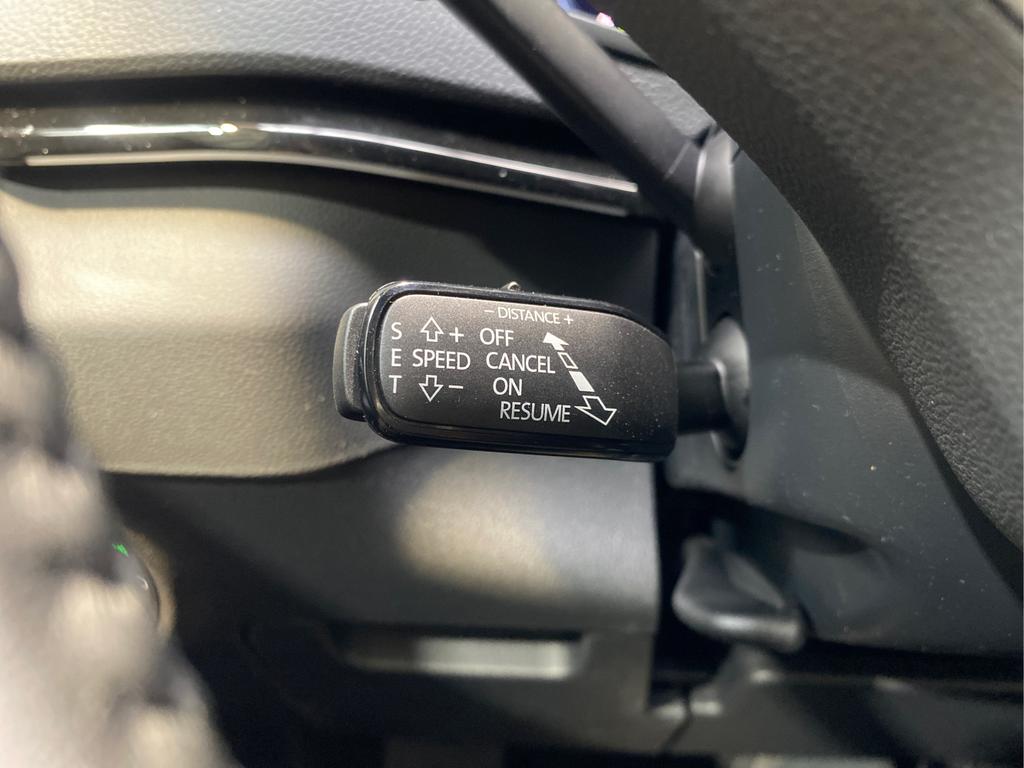 - DISTANCE +
S + OFF
E SPEED CANCEL
T - ON
RESUME